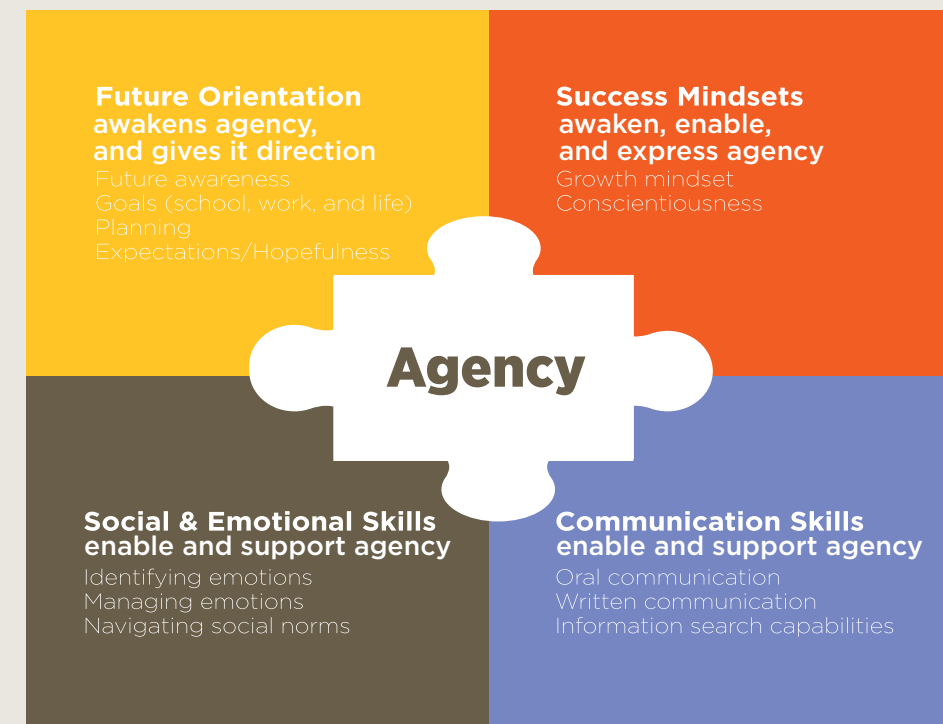 Future Orientation
awakens agency,
and gives it direction
Future awareness
Goals (school, work, and life)
Planning
Expectations/Hopefulness
Success Mindsets
awaken, enable,
and express agency
Growth mindset
Conscientiousness
Agency
Social & Emotional Skills
enable and support agency
Identifying emotions
Managing emotions
Navigating social norms
Communication Skills
enable and support agency
Oral communication
Written communication
Information search capabilities